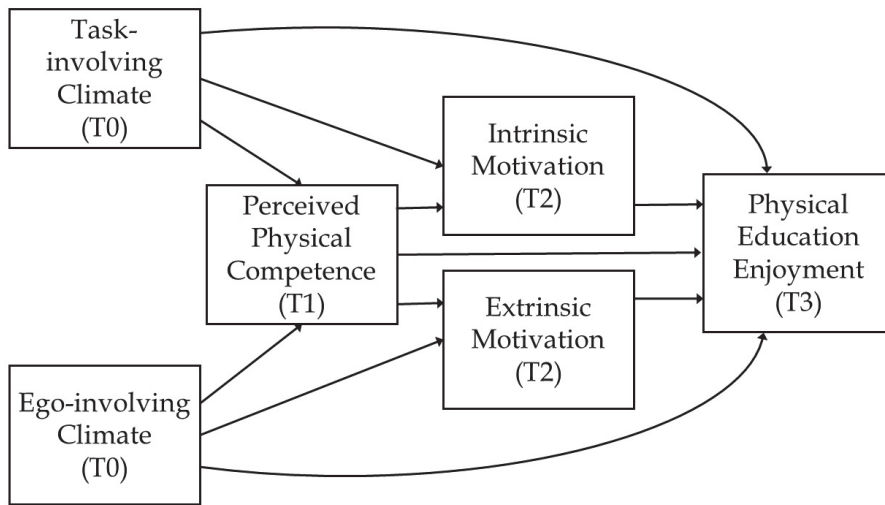 Task-
involving
Climate
(T0)
Intrinsic
Motivation
(T2)
Perceived
Physical
Competence
(T1)
Physical
Education
Enjoyment
(T3)
Extrinsic
Motivation
(T2)
Ego-involving
Climate
(T0)